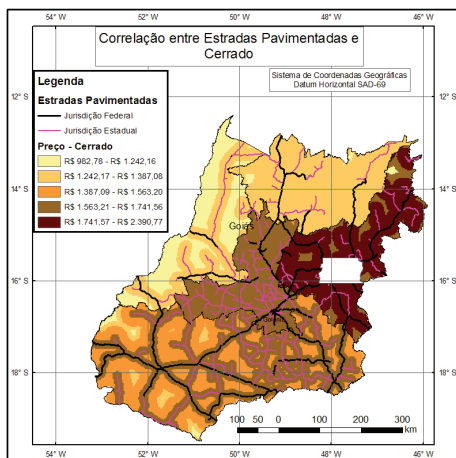 54° W 52° W 50° W 48° W 46° W
Correlação entre Estradas Pavimentadas e
Cerrado
Sistema de Coordenadas Geográficas
Datum Horizontal SAD-69
Legenda
Estradas Pavimentadas
Jurisdição Federal
Jurisdição Estadual
Preço - Cerrado
R$ 982,78 - R$ 1.242,16
R$ 1.242,17 - R$ 1.387,08
R$ 1.387,09 - R$ 1.563,20
R$ 1.563,21 - R$ 1.741,56
R$ 1.741,57 - R$ 2.390,77
12° S 12° S
14° S 14° S
Goiás
16° S 16° S
18° S 18° S
100 50 0 100 200 300
km
54° W 52° W 50° W 48° W 46° W